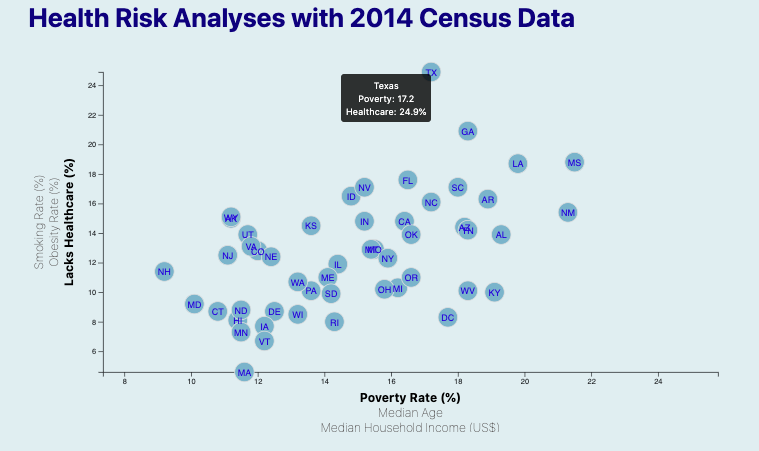 Health Risk Analyses with 2014 Census Data
TX
Texas
Poverty: 17.2
Healthcare: 24.9%
24
22
20
18
16
14
12
10
8
6
Smoking Rate (%)
Obesity Rate (%)
Lacks Healthcare (%)
GA
LA
MS
FL
NV
SC
ID
AR
NC
NM
WY
IN
CA
KS
OK
AL
UT
VA
CO
NE
NJ
NY
IL
NH
ME
OR
WA
PA
SD
OH
MI
WV
KY
MD
CT
ND
HI
DE
WI
DC
MN
IA
RI
VT
MA
8
10
12
14
16
18
20
22
24
Poverty Rate (%)
Median Age
Median Household Income (US$)